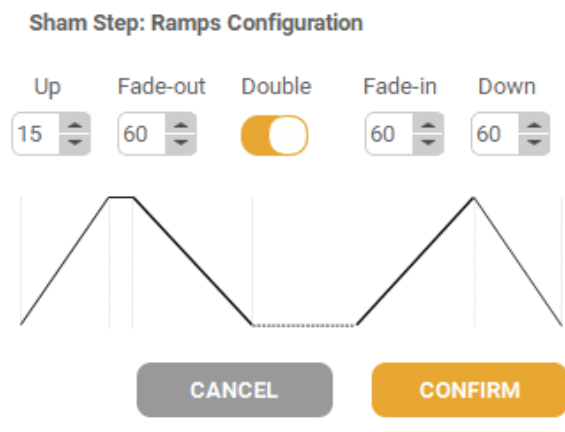 Sham Step: Ramps Configuration
Up Fade-out Double Fade-in Down
15 60 60 60
CANCEL CONFIRM